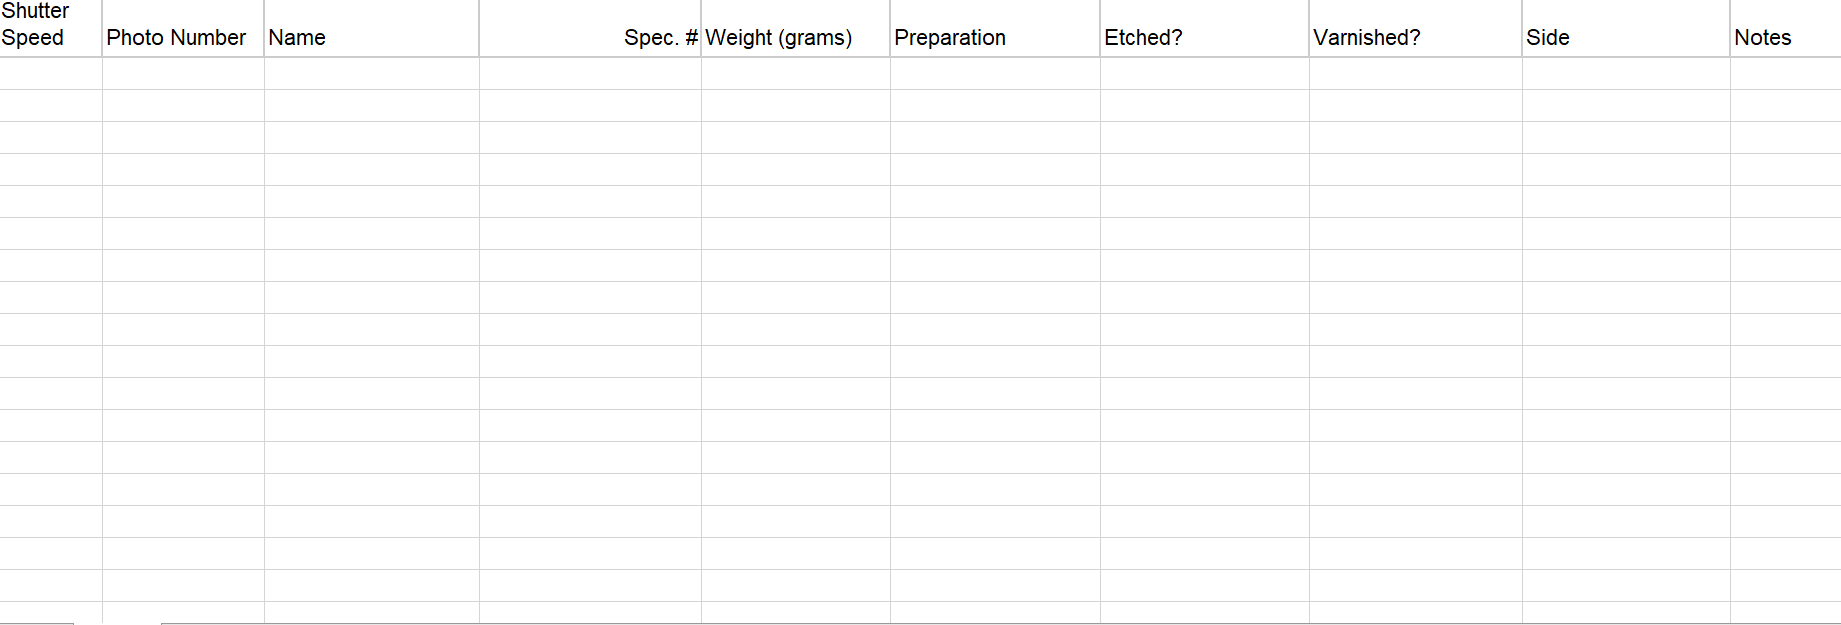 Shutter
Speed
Photo Number
Name
Spec. #
Weight (grams)
Preparation
Etched?
Varnished?
Side
Notes